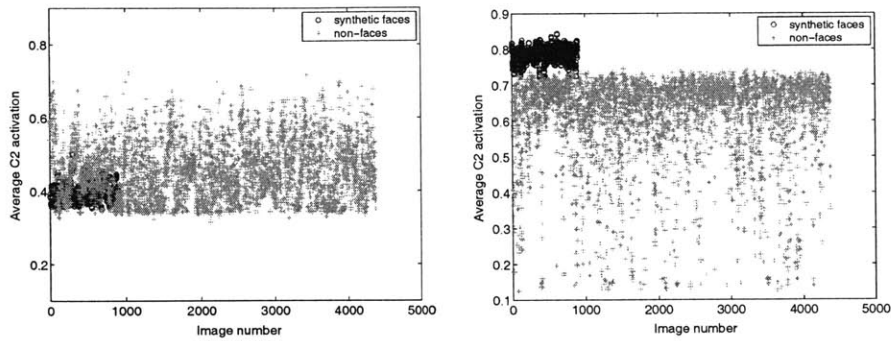 synthetic faces
non-faces
Average C2 activation
0.8
0.6
0.4
0.2
0 1000 2000 3000 4000 5000
Image number
synthetic faces
non-faces
Average C2 activation
0.9
0.8
0.7
0.6
0.5
0.4
0.3
0.2
0.1
0 1000 2000 3000 4000 5000
Image number